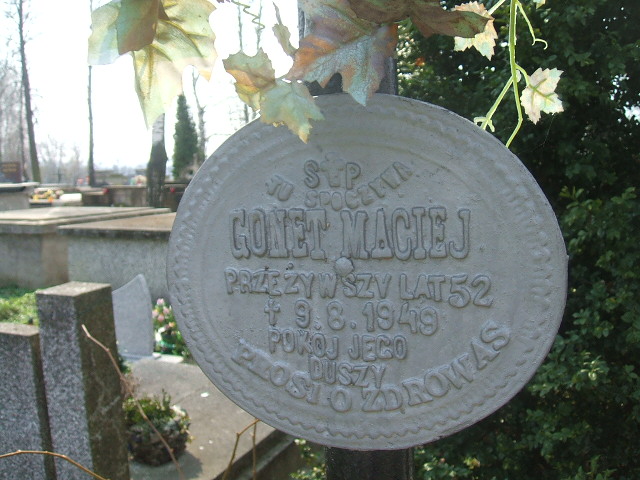 Ś†P
TU SPOCZYWA
GONET MACIEJ
PRZEŻYWSZY LAT 52
† 9.8.1949
POKÓJ JEGO
DUSZY
PROSI O ZDROWAŚ